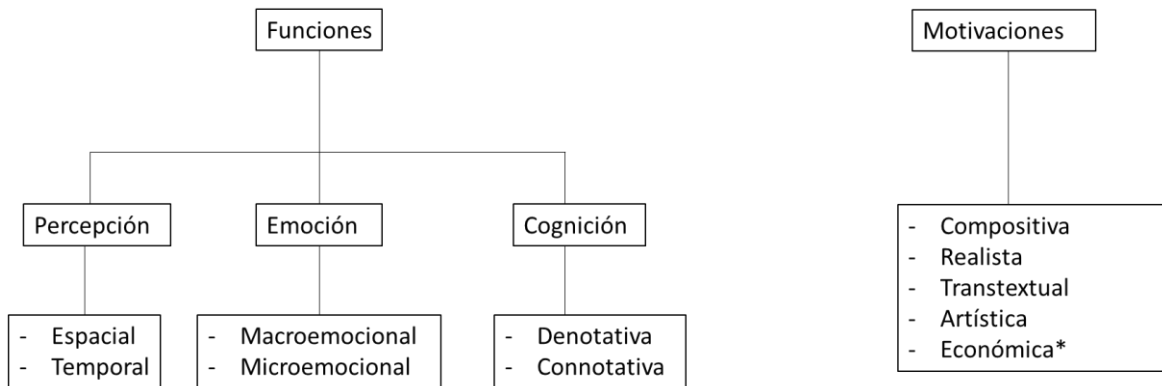 Funciones
Motivaciones
Percepción
Emoción
Cognición
- Espacial
- Temporal
- Macroemocional
- Microemocional
- Denotativa
- Connotativa
- Compositiva
- Realista
- Transtextual
- Artística
- Económica*